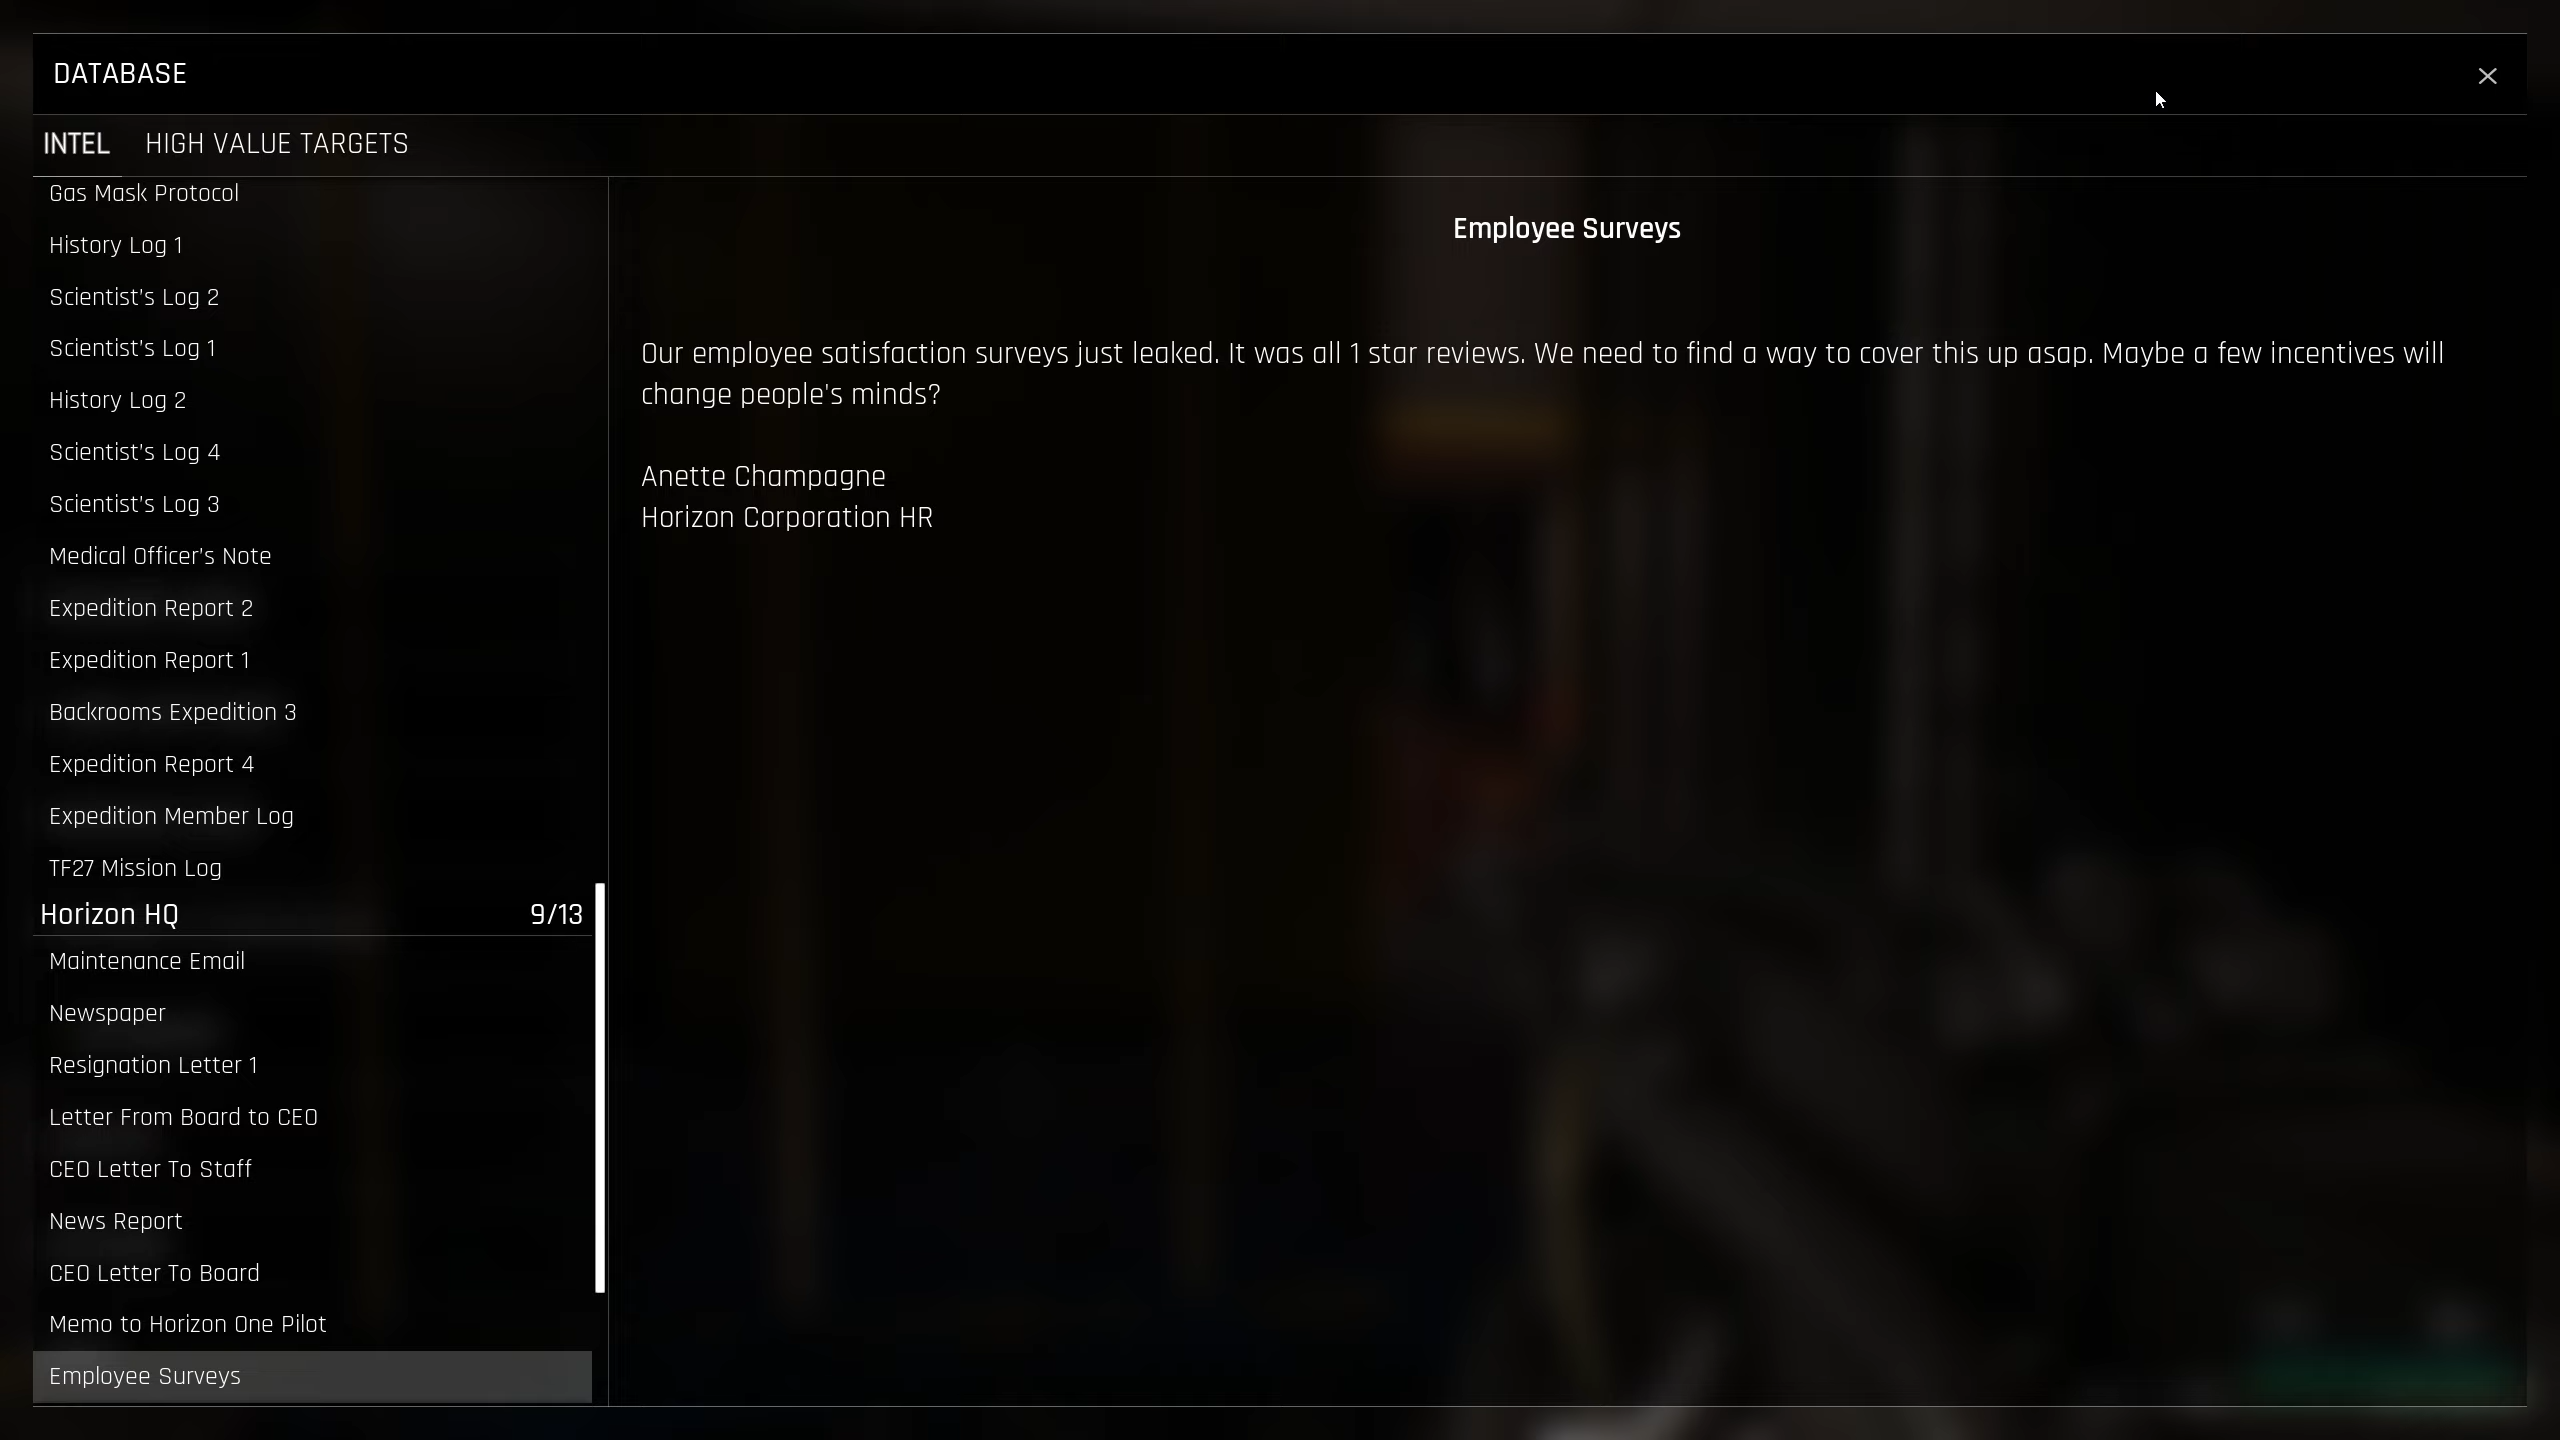 DATABASE
INTEL
HIGH VALUE TARGETS
Gas Mask Protocol
History Log 1
Scientist's Log 2
Scientist's Log 1
History Log 2
Scientist's Log 4
Scientist's Log 3
Medical Officer's Note
Expedition Report 2
Expedition Report 1
Backrooms Expedition 3
Expedition Report 4
Expedition Member Log
TF27 Mission Log
Horizon HQ 9/13
Maintenance Email
Newspaper
Resignation Letter 1
Letter From Board to CEO
CEO Letter To Staff
News Report
CEO Letter To Board
Memo to Horizon One Pilot
Employee Surveys
Employee Surveys
Our employee satisfaction surveys just leaked. It was all 1 star reviews. We need to find a way to cover this up asap. Maybe a few incentives will
change people's minds?
Anette Champagne
Horizon Corporation HR